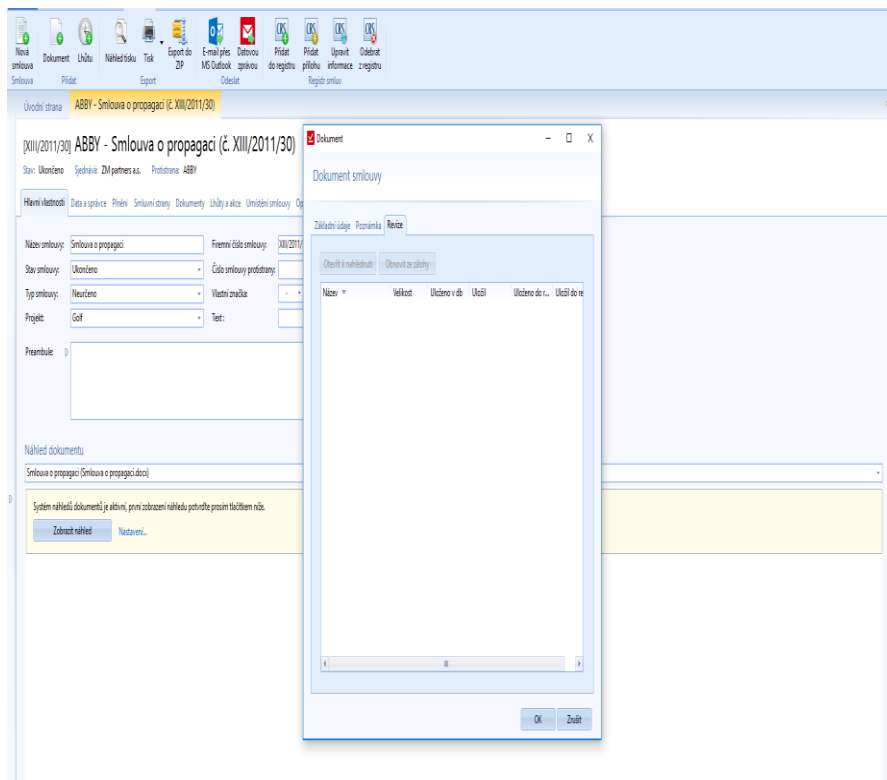 Nová smlouva
Dokument
Lhůtu
Náhled tisku
Tisk
Export do ZIP
E-mail přes MS Outlook
Datovou zprávou
Přidat do registru
Přidat přílohu
Upravit informace
Odebrat z registru
Smlouva
Přidat
Export
Odeslat
Registr smluv
Úvodní strana
ABBY - Smlouva o propagaci (č. XIII/2011/30)
[XIII/2011/30] ABBY - Smlouva o propagaci (č. XIII/2011/30)
Stav: Ukončeno Sjednává: ZM partners a.s. Protistrana: ABBY
Hlavní vlastnosti Data a správce Plnění Smluvní strany Dokumenty Lhůty a akce Umístění smlouvy Op
Název smlouvy: Smlouva o propagaci Firemní číslo smlouvy: XIII/2011/
Stav smlouvy: Ukončeno Číslo smlouvy protistrany:
Typ smlouvy: Neurčeno Vlastní značka:
Projekt: Golf Text:
Preambule:
Náhled dokumentu
Smlouva o propagaci (Smlouva o propagaci.docx)
Systém náhledů dokumentů je aktivní, první zobrazení náhledu potvrďte prosím tlačítkem níže.
Zobrazit náhled Nastavení...
Dokument
Dokument smlouvy
Základní údaje Poznámka Revize
Otevřít k nahlédnutí Obnovit ze zálohy
Název Velikost Uloženo v db Uložil Uloženo do r... Uložil do re
OK Zrušit